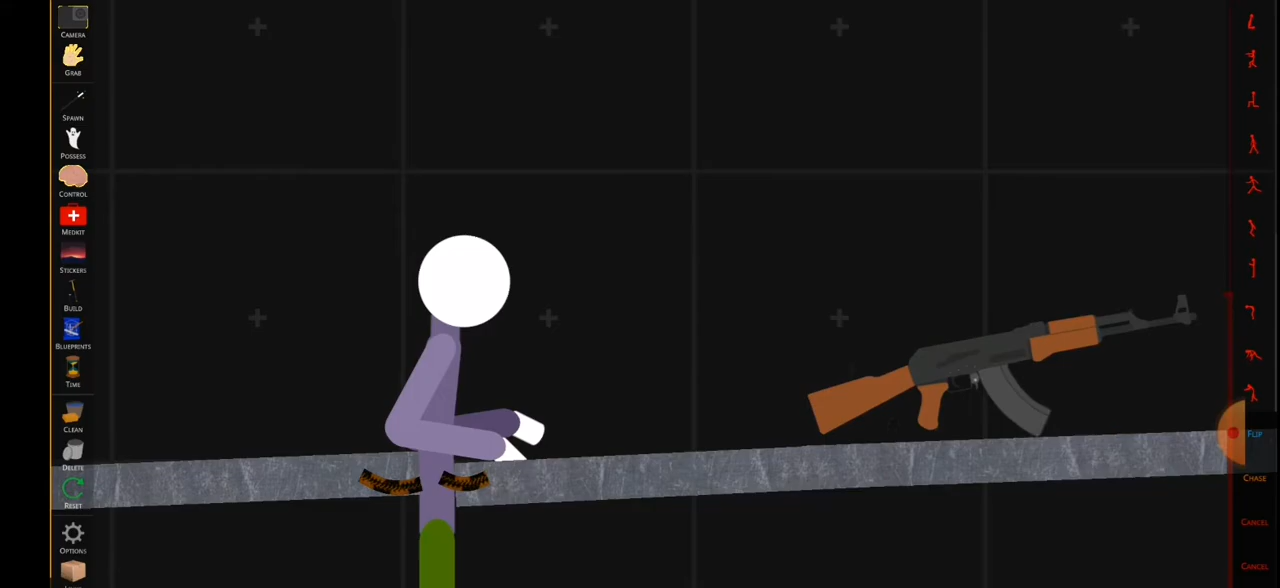 CAMERA
GRAB
SPAWN
POSSESS
CONTROL
MEDKIT
STICKERS
BUILD
BLUEPRINTS
TIME
CLEAN
DELETE
RESET
OPTIONS
FLIP
CHASE
CANCEL
CANCEL